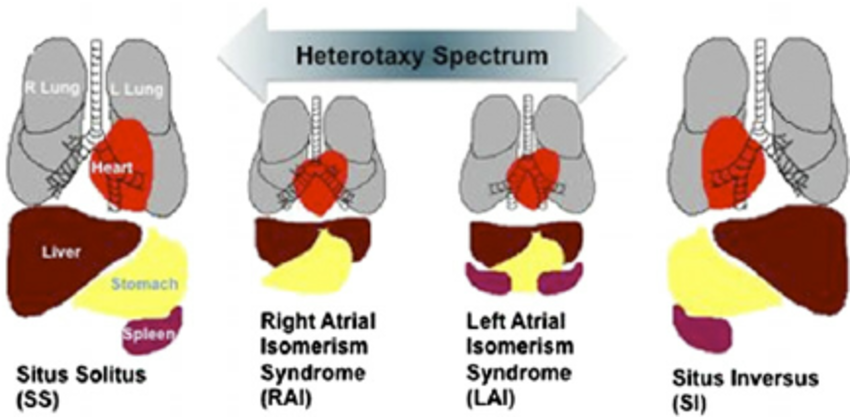 Heterotaxy Spectrum
R Lung
L Lung
Heart
Liver
Stomach
Spleen
Situs Solitus
(SS)
Right Atrial
Isomerism
Syndrome
(RAI)
Left Atrial
Isomerism
Syndrome
(LAI)
Situs Inversus
(SI)